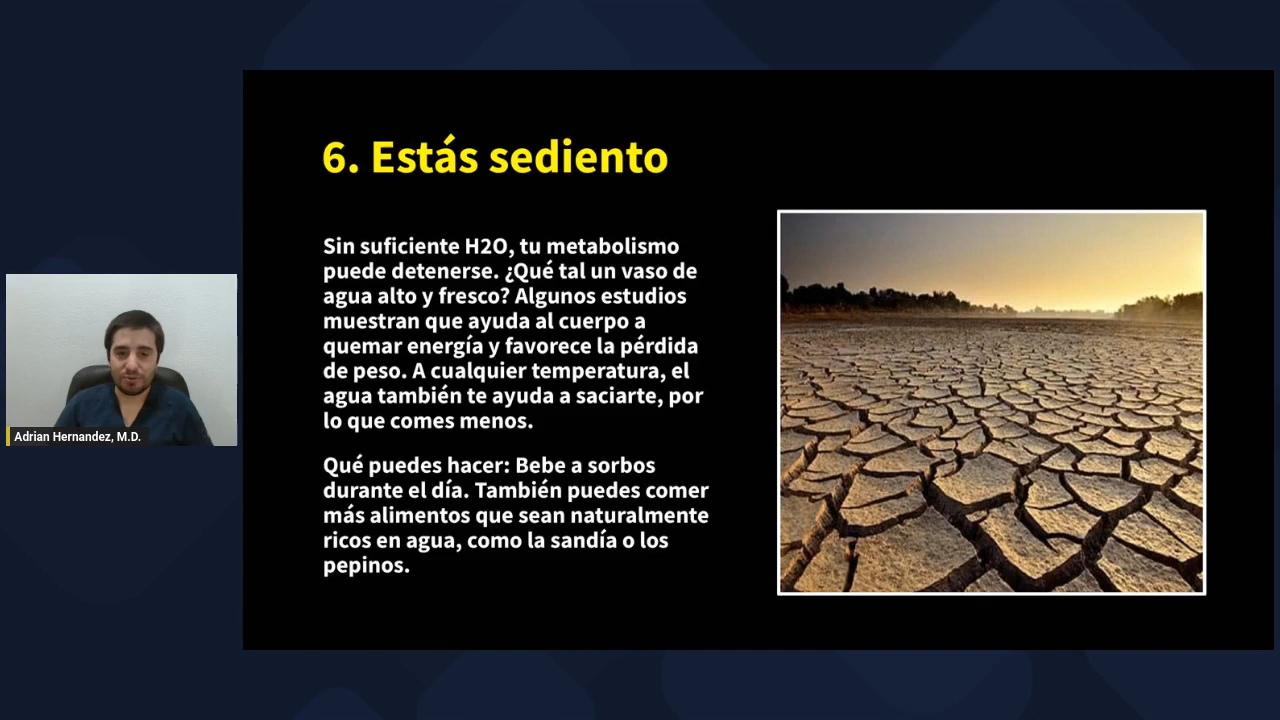 6. Estás sediento
Sin suficiente H2O, tu metabolismo
puede detenerse. ¿Qué tal un vaso de
agua alto y fresco? Algunos estudios
muestran que ayuda al cuerpo a
quemar energía y favorece la pérdida
de peso. A cualquier temperatura, el
agua también te ayuda a saciarte, por
lo que comes menos.
Qué puedes hacer: Bebe a sorbos
durante el día. También puedes comer
más alimentos que sean naturalmente
ricos en agua, como la sandía o los
pepinos.
Adrian Hernandez, M.D.